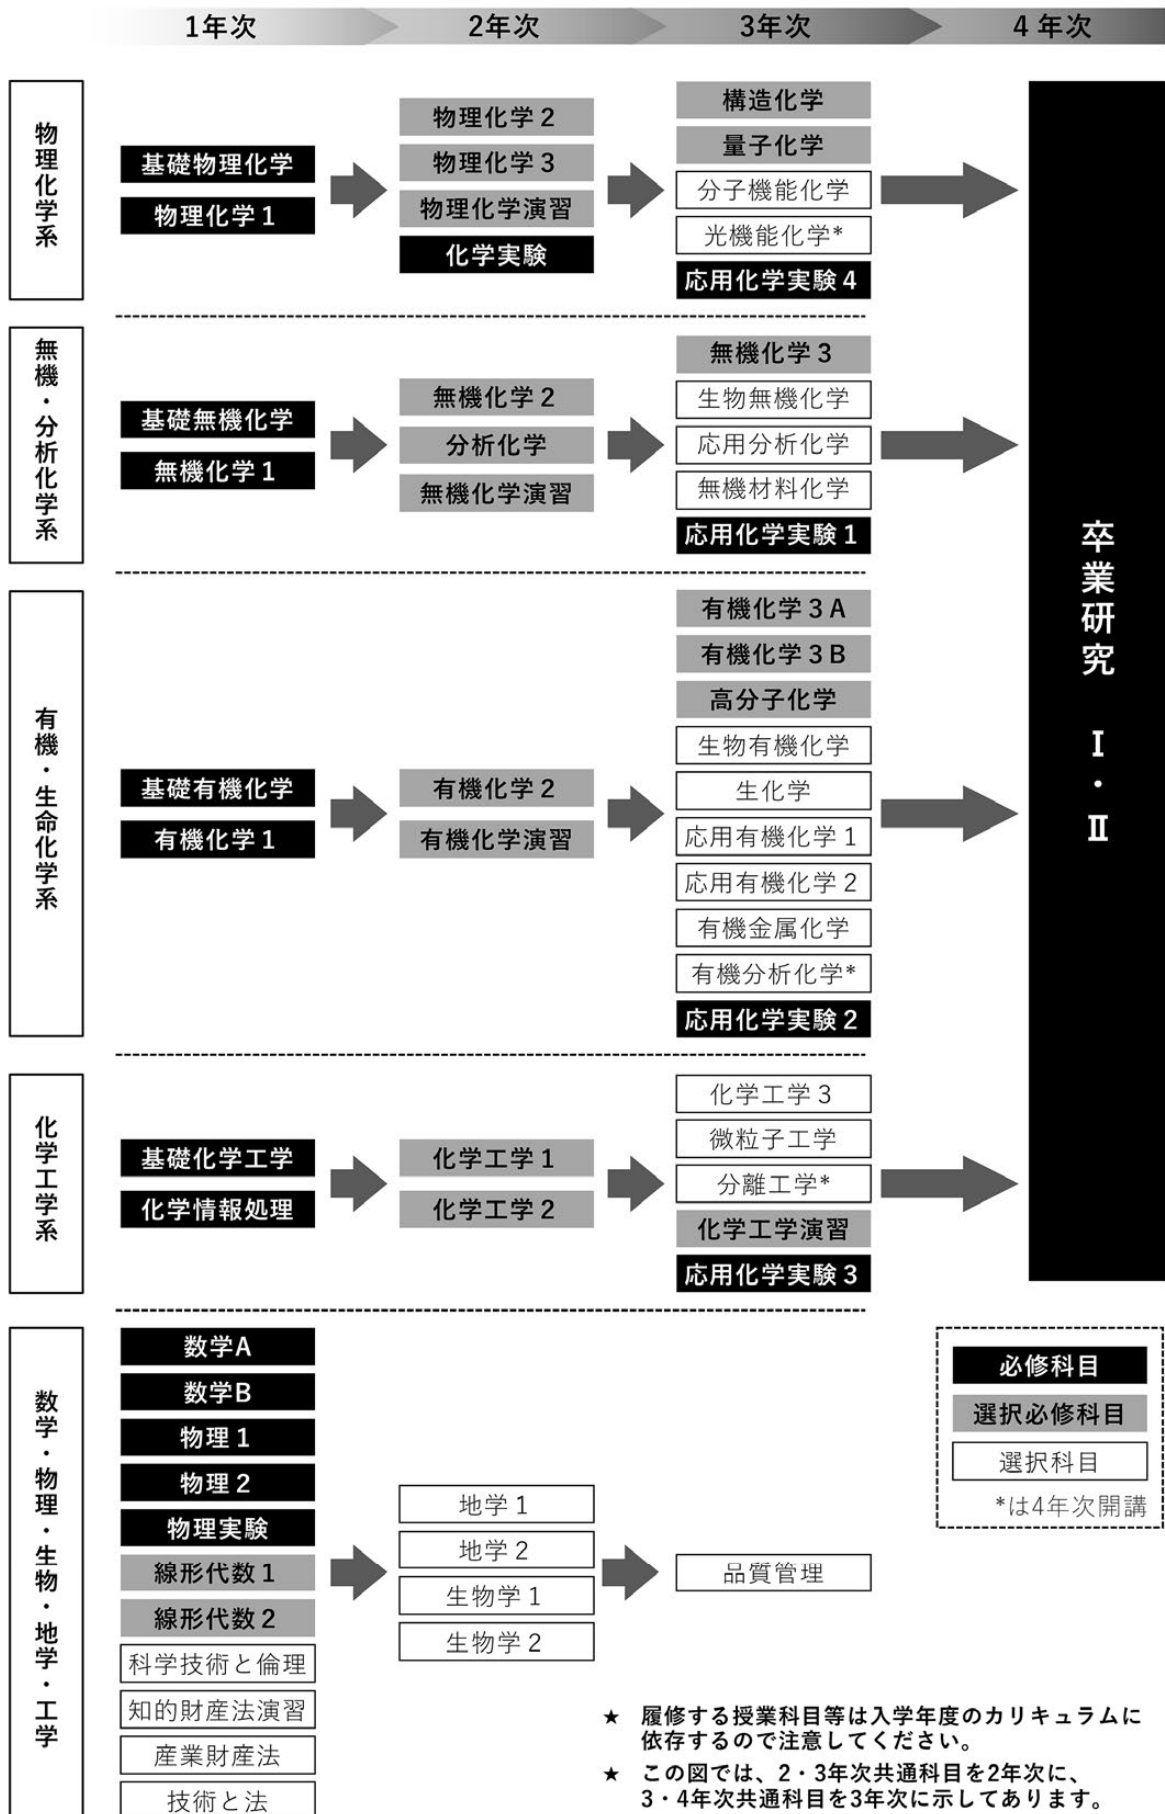 1年次
2年次
3年次
4 年次
物理化学系
基礎物理化学
物理化学 1
物理化学 2
物理化学 3
物理化学演習
化学実験
構造化学
量子化学
分子機能化学
光機能化学*
応用化学実験 4
無機・分析化学系
基礎無機化学
無機化学 1
無機化学 2
分析化学
無機化学演習
無機化学 3
生物無機化学
応用分析化学
無機材料化学
応用化学実験 1
有機・生命化学系
基礎有機化学
有機化学 1
有機化学 2
有機化学演習
有機化学 3 A
有機化学 3 B
高分子化学
生物有機化学
生化学
応用有機化学 1
応用有機化学 2
有機金属化学
有機分析化学*
応用化学実験 2
化学工学系
基礎化学工学
化学情報処理
化学工学 1
化学工学 2
化学工学 3
微粒子工学
分離工学*
化学工学演習
応用化学実験 3
卒業研究 I・II
数学・物理・生物・地学・工学
数学A
数学B
物理 1
物理 2
物理実験
線形代数 1
線形代数 2
科学技術と倫理
知的財産法演習
産業財産法
技術と法
地学 1
地学 2
生物学 1
生物学 2
品質管理
必修科目
選択必修科目
選択科目
*は4年次開講
★ 履修する授業科目等は入学年度のカリキュラムに
依存するので注意してください。
★ この図では、2・3年次共通科目を2年次に、
3・4年次共通科目を3年次に示してあります。